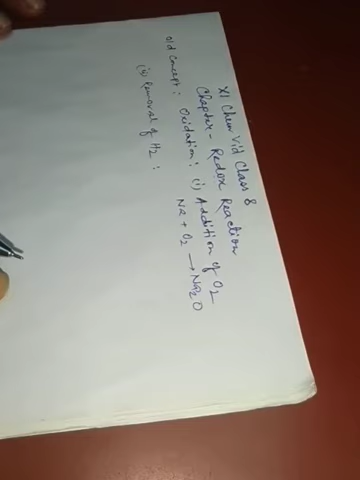 XI Chem Vid Class 8
Chapter - Redox Reaction
Old Concept : Oxidation : (i) Addition of O2
Na + O2 → Na2O
(ii) Removal of H2 :